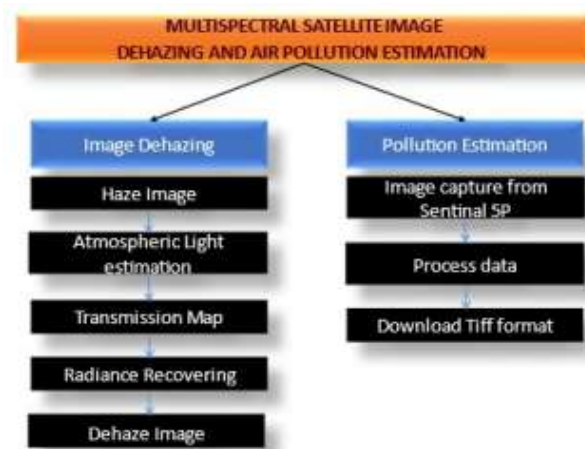 MULTISPECTRAL SATELLITE IMAGE
DEHAZING AND AIR POLLUTION ESTIMATION
Image Dehazing
Haze Image
Atmospheric Light
estimation
Transmission Map
Radiance Recovering
Dehaze Image
Pollution Estimation
Image capture from
Sentinal 5P
Process data
Download Tiff format